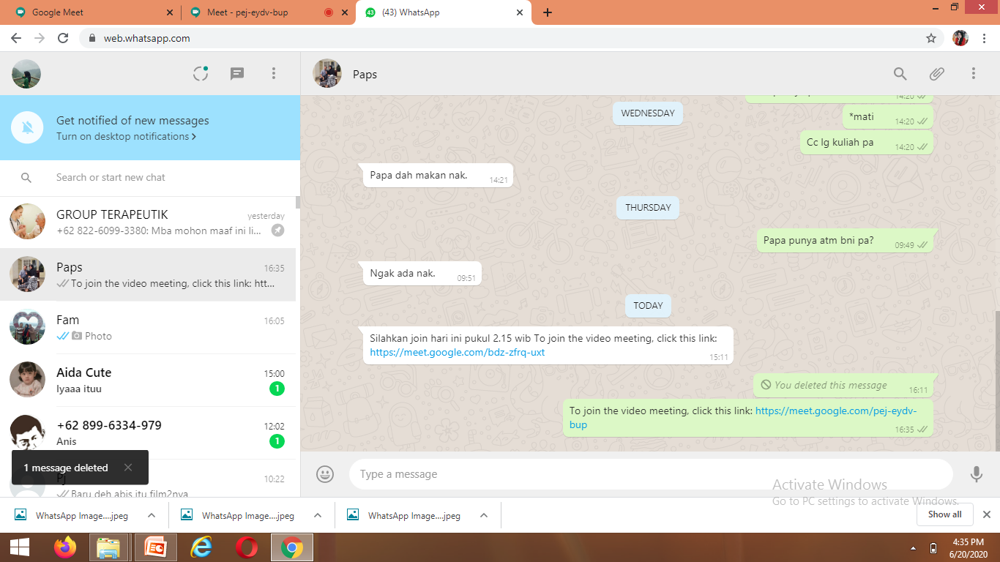 Google Meet
Meet - pej-eydv-bup
43
(43) WhatsApp
web.whatsapp.com
Get notified of new messages
Turn on desktop notifications
Search or start new chat
GROUP TERAPEUTIK
yesterday
+62 822-6099-3380: Mba mohon maaf ini li...
Paps
16:35
To join the video meeting, click this link: htt...
Fam
16:05
Photo
Aida Cute
15:00
Iyaaa ituu
1
+62 899-6334-979
12:02
Anis
1
1 message deleted
10:22
Baru deh abis itu film2nya
Paps
14:20
WEDNESDAY
*mati
14:20
Cc lg kuliah pa
14:20
Papa dah makan nak.
14:21
THURSDAY
Papa punya atm bni pa?
09:49
Ngak ada nak.
09:51
TODAY
Silahkan join hari ini pukul 2.15 wib To join the video meeting, click this link:
https://meet.google.com/bdz-zfrq-uxt
15:11
You deleted this message
16:11
To join the video meeting, click this link: https://meet.google.com/pej-eydv-
bup
16:35
Type a message
Activate Windows
Go to PC settings to activate Windows.
WhatsApp Image....jpeg
WhatsApp Image....jpeg
WhatsApp Image....jpeg
Show all
4:35 PM
6/20/2020